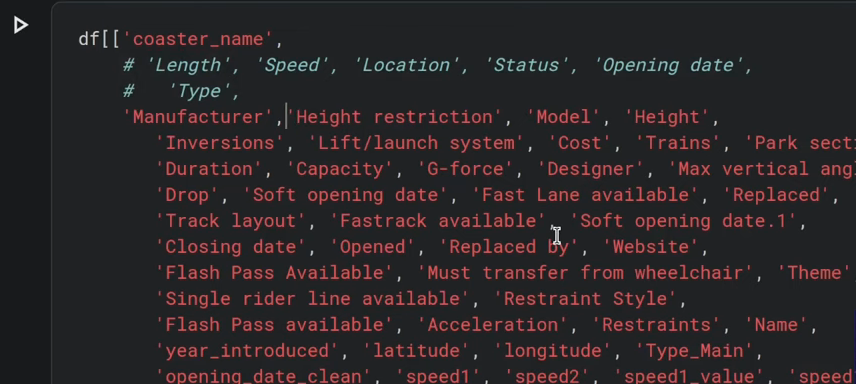 df[['coaster_name',
# 'Length', 'Speed', 'Location', 'Status', 'Opening date',
#   'Type',
'Manufacturer','Height restriction', 'Model', 'Height',
'Inversions', 'Lift/launch system', 'Cost', 'Trains', 'Park secti
'Duration', 'Capacity', 'G-force', 'Designer', 'Max vertical angl
'Drop', 'Soft opening date', 'Fast Lane available', 'Replaced',
'Track layout', 'Fastrack available', 'Soft opening date.1',
'Closing date', 'Opened', 'Replaced by', 'Website',
'Flash Pass Available', 'Must transfer from wheelchair', 'Theme'
'Single rider line available', 'Restraint Style',
'Flash Pass available', 'Acceleration', 'Restraints', 'Name',
'year_introduced', 'latitude', 'longitude', 'Type_Main',
'opening_date_clean', 'speed1', 'speed2', 'speed1_value', 'speed